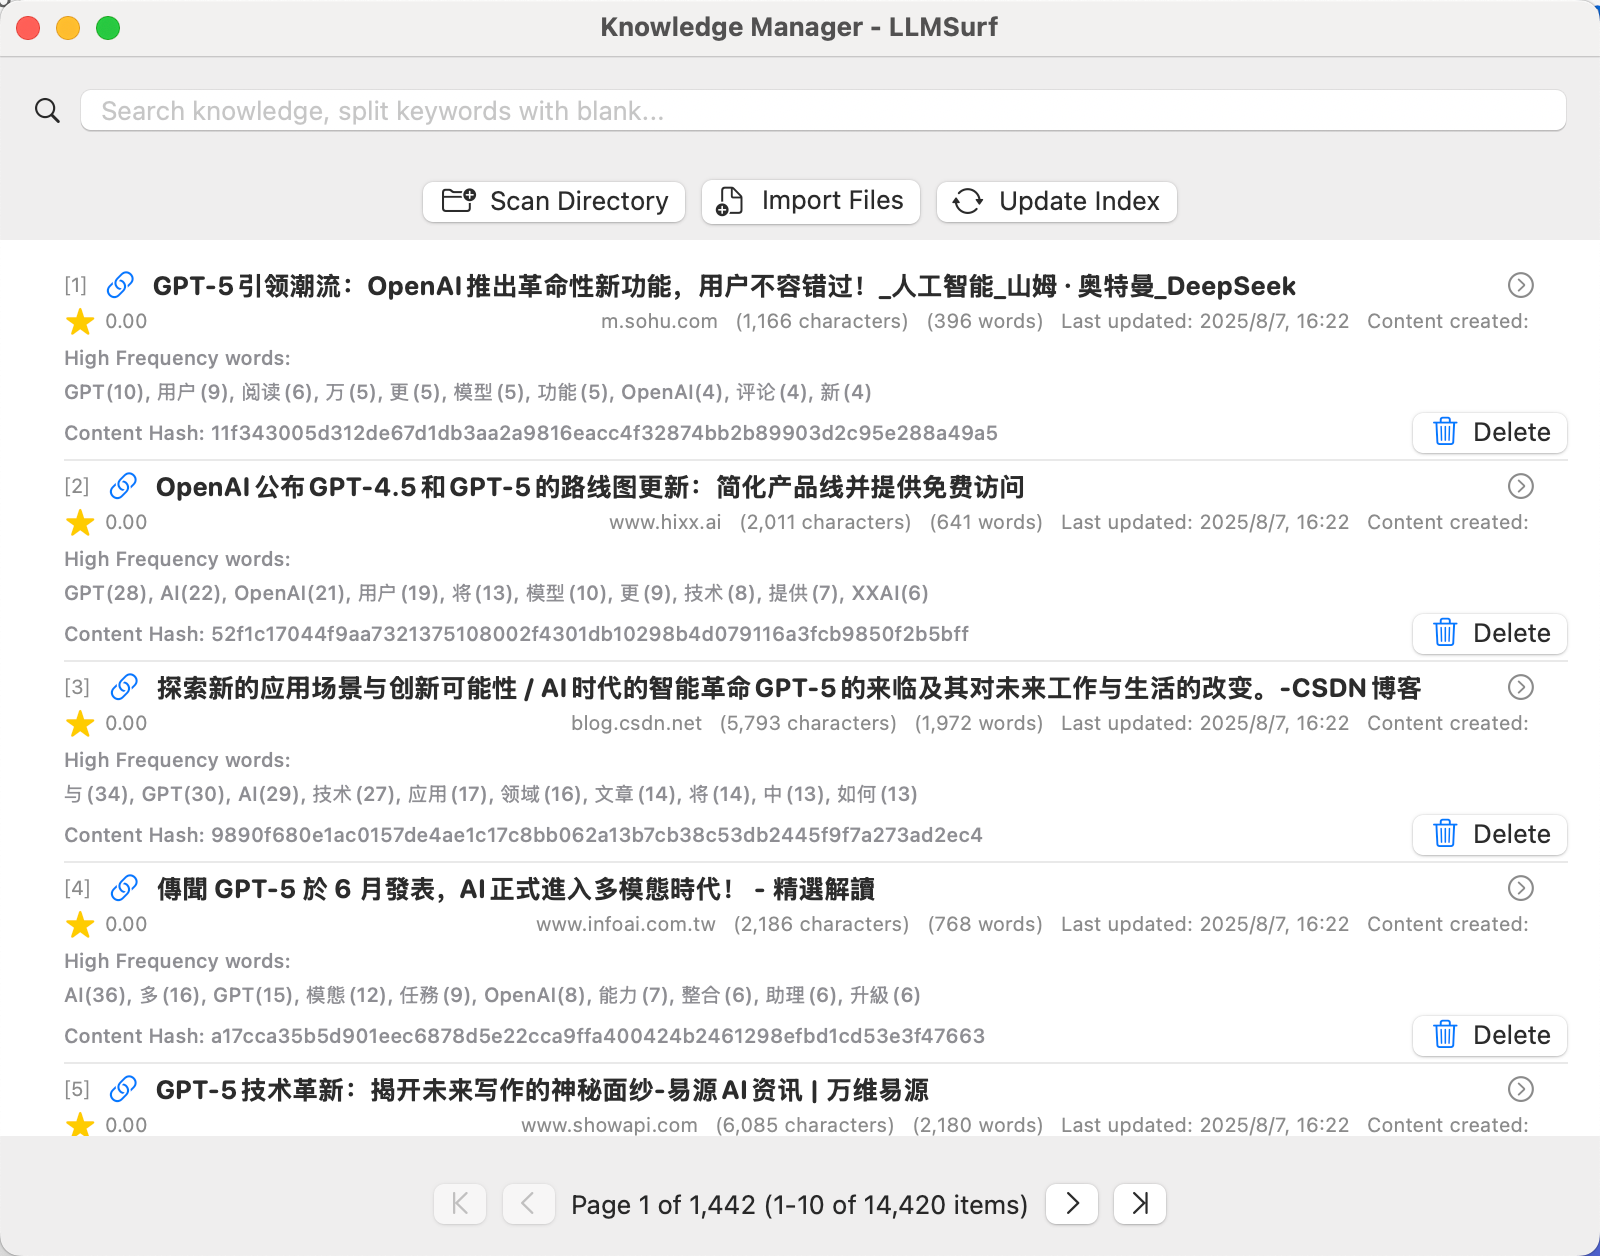 Knowledge Manager - LLMSurf
Search knowledge, split keywords with blank...
Scan Directory
Import Files
Update Index
[1] GPT-5引领潮流：OpenAI推出革命性新功能，用户不容错过！_人工智能_山姆·奥特曼_DeepSeek
0.00 m.sohu.com (1,166 characters) (396 words) Last updated: 2025/8/7, 16:22 Content created:
High Frequency words:
GPT(10), 用户(9), 阅读(6), 万(5), 更(5), 模型(5), 功能(5), OpenAI(4), 评论(4), 新(4)
Content Hash: 11f343005d312de67d1db3aa2a9816eacc4f32874bb2b89903d2c95e288a49a5
Delete
[2] OpenAI公布GPT-4.5和GPT-5的路线图更新：简化产品线并提供免费访问
0.00 www.hixx.ai (2,011 characters) (641 words) Last updated: 2025/8/7, 16:22 Content created:
High Frequency words:
GPT(28), AI(22), OpenAI(21), 用户(19), 将(13), 模型(10), 更(9), 技术(8), 提供(7), XXAI(6)
Content Hash: 52f1c17044f9aa7321375108002f4301db10298b4d079116a3fcb9850f2b5bff
Delete
[3] 探索新的应用场景与创新可能性 / AI时代的智能革命GPT-5的来临及其对未来工作与生活的改变。-CSDN博客
0.00 blog.csdn.net (5,793 characters) (1,972 words) Last updated: 2025/8/7, 16:22 Content created:
High Frequency words:
与(34), GPT(30), AI(29), 技术(27), 应用(17), 领域(16), 文章(14), 将(14), 中(13), 如何(13)
Content Hash: 9890f680e1ac0157de4ae1c17c8bb062a13b7cb38c53db2445f9f7a273ad2ec4
Delete
[4] 傳聞 GPT-5 於 6 月發表，AI正式進入多模態時代！ - 精選解讀
0.00 www.infoai.com.tw (2,186 characters) (768 words) Last updated: 2025/8/7, 16:22 Content created:
High Frequency words:
AI(36), 多(16), GPT(15), 模態(12), 任務(9), OpenAI(8), 能力(7), 整合(6), 助理(6), 升級(6)
Content Hash: a17cca35b5d901eec6878d5e22cca9ffa400424b2461298efbd1cd53e3f47663
Delete
[5] GPT-5技术革新：揭开未来写作的神秘面纱-易源AI资讯 | 万维易源
0.00 www.showapi.com (6,085 characters) (2,180 words) Last updated: 2025/8/7, 16:22 Content created:
Page 1 of 1,442 (1-10 of 14,420 items)